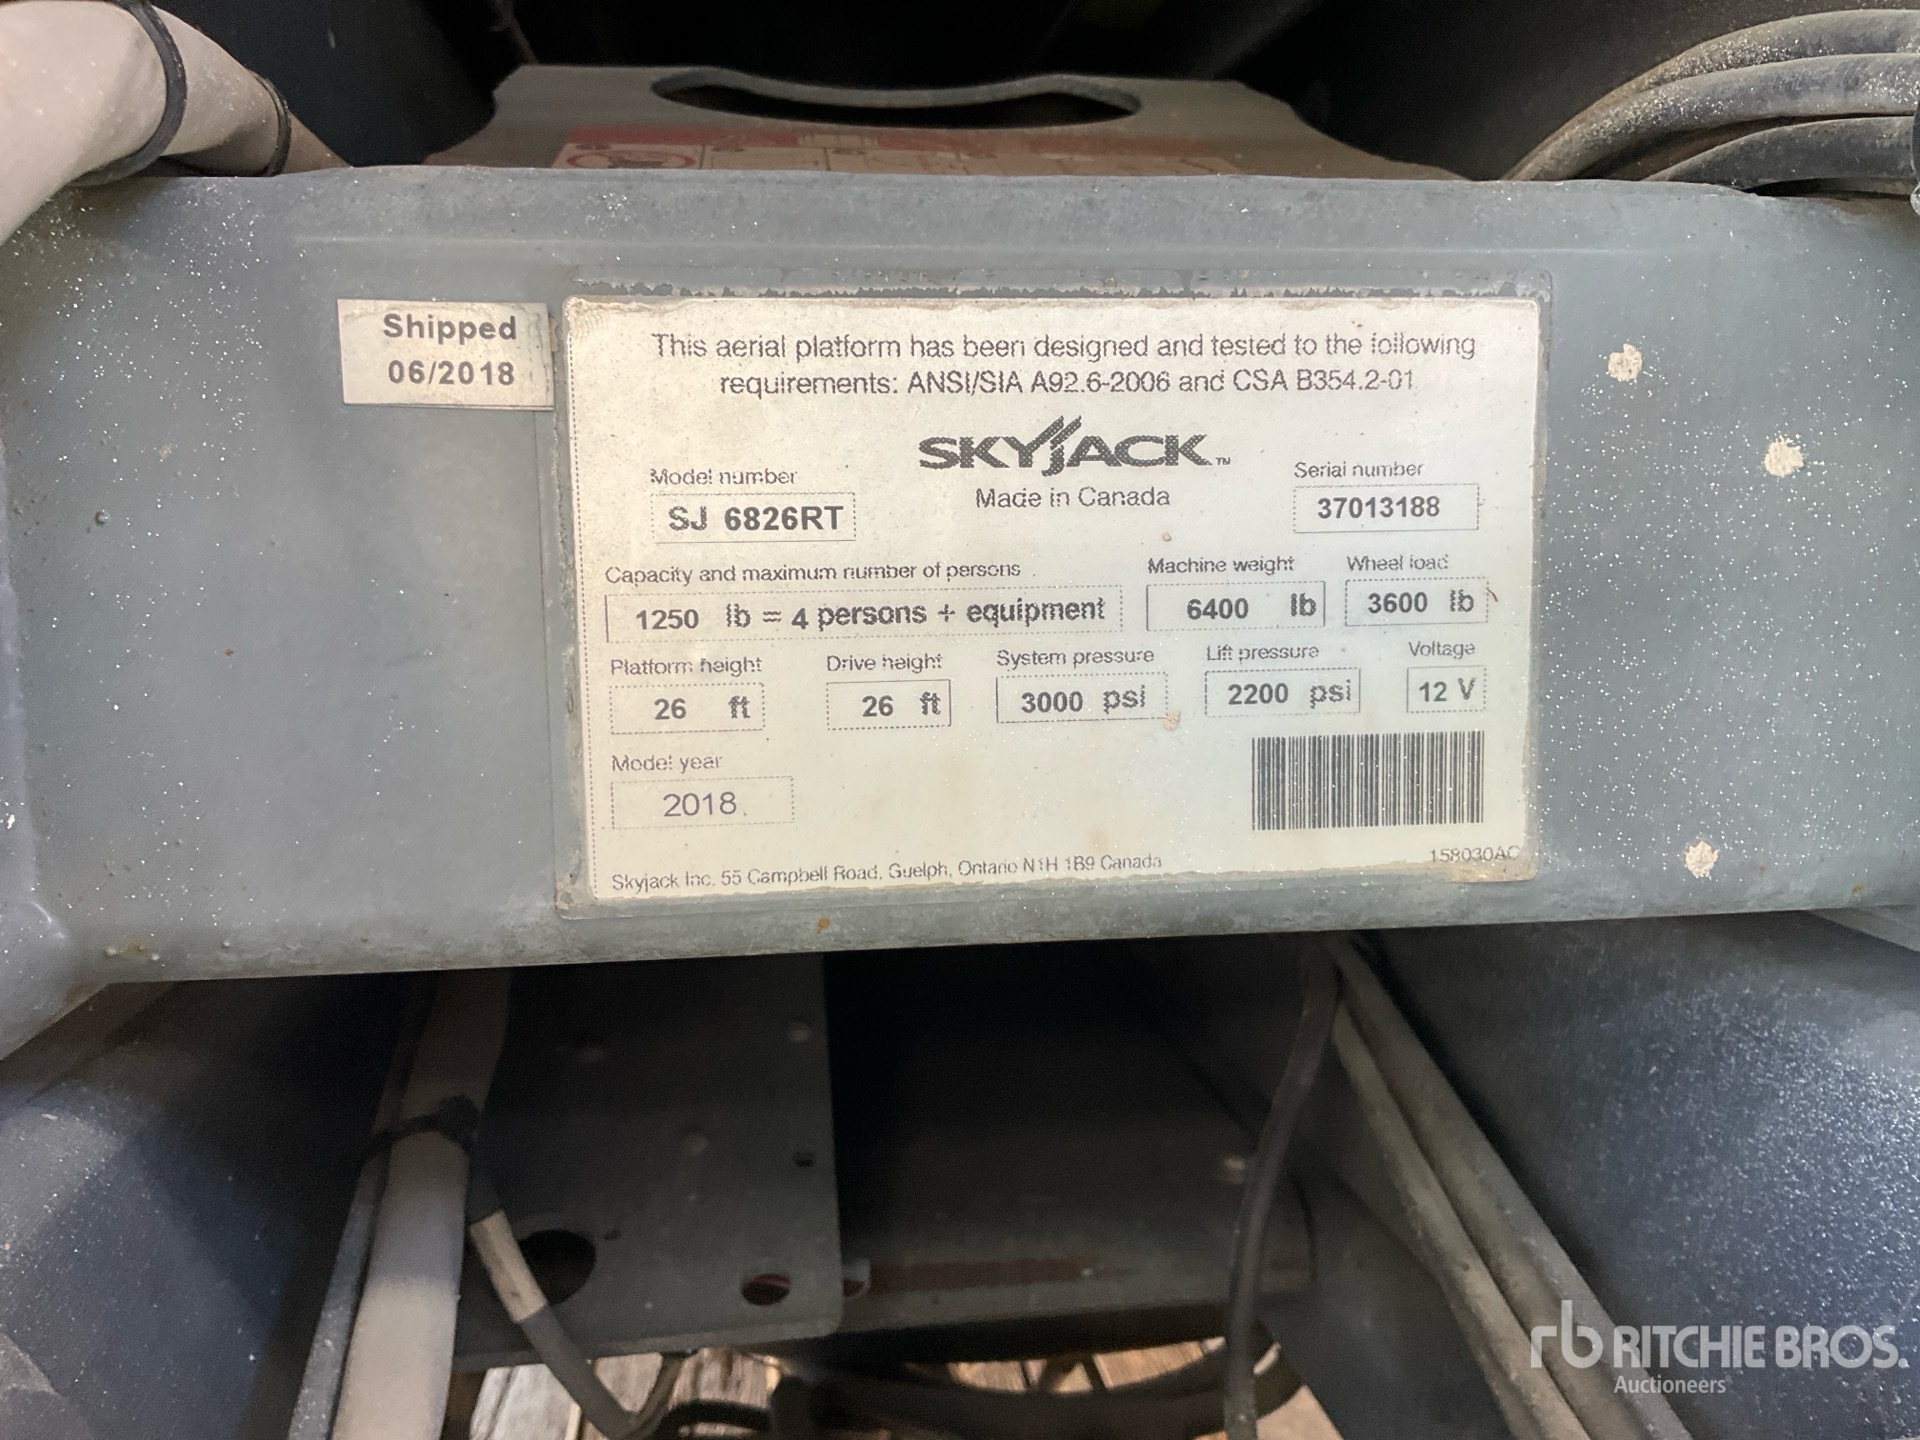 Shipped
06/2018
This aerial platform has been designed and tested to the following
requirements: ANSI/SIA A92.6-2006 and CSA B354.2-01
SKYJACK™
Made in Canada
Model number
SJ 6826RT
Serial number
37013188
Capacity and maximum number of persons
1250 lb = 4 persons + equipment
Machine weight
6400 lb
Wheel load
3600 lb
Platform height
26 ft
Drive height
26 ft
System pressure
3000 psi
Lift pressure
2200 psi
Voltage
12 V
Model year
2018
Skyjack Inc. 55 Campbell Road, Guelph, Ontario N1H 1B9 Canada
158030AC
rb RITCHIE BROS.
Auctioneers